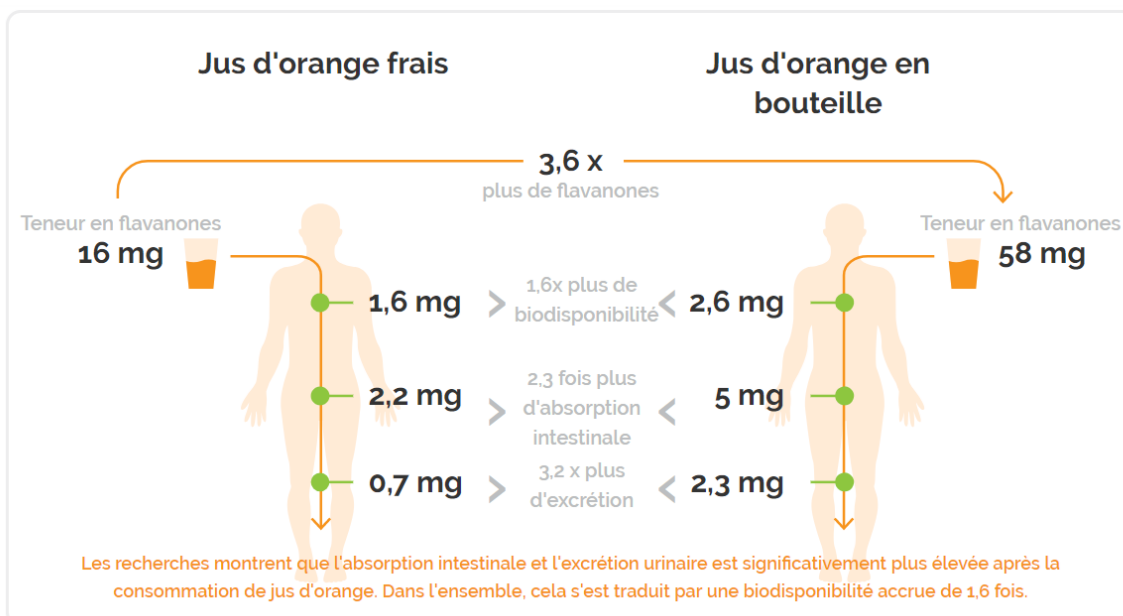 Jus d'orange frais
Jus d'orange en
bouteille
3,6 x
plus de flavanones
Teneur en flavanones
16 mg
Teneur en flavanones
58 mg
1,6 mg
>
1,6x plus de
biodisponibilité
<
2,6 mg
2,2 mg
>
2,3 fois plus
d'absorption
intestinale
<
5 mg
0,7 mg
>
3,2 x plus
d'excrétion
<
2,3 mg
Les recherches montrent que l'absorption intestinale et l'excrétion urinaire est significativement plus élevée après la
consommation de jus d'orange. Dans l'ensemble, cela s'est traduit par une biodisponibilité accrue de 1,6 fois.